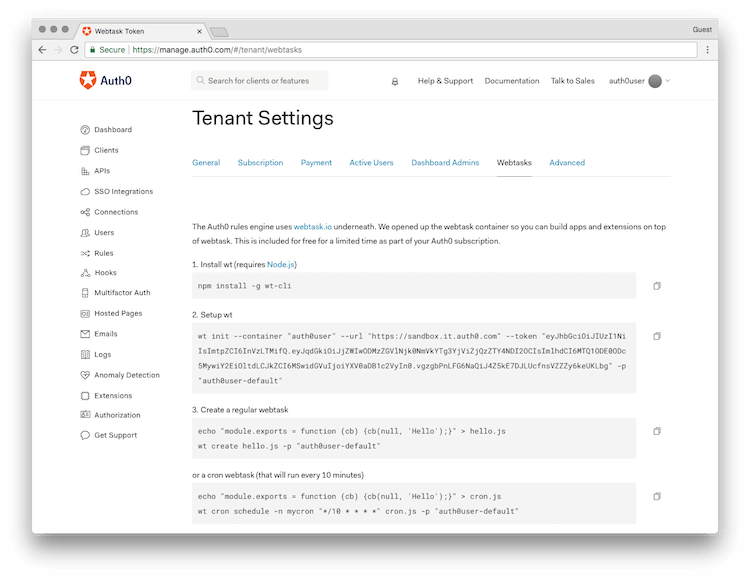 Webtask Token
Guest
Secure
https://manage.auth0.com/#/tenant/webtasks
Auth0
Search for clients or features
Help & Support
Documentation
Talk to Sales
auth0user
Dashboard
Clients
APIs
SSO Integrations
Connections
Users
Rules
Hooks
Multifactor Auth
Hosted Pages
Emails
Logs
Anomaly Detection
Extensions
Authorization
Get Support
Tenant Settings
General
Subscription
Payment
Active Users
Dashboard Admins
Webtasks
Advanced
The Auth0 rules engine uses webtask.io underneath. We opened up the webtask container so you can build apps and extensions on top
of webtask. This is included for free for a limited time as part of your Auth0 subscription.
1. Install wt (requires Node.js)
npm install -g wt-cli
2. Setup wt
wt init --container "auth0user" --url "https://sandbox.it.auth0.com" --token "eyJhbGciOiJIUzI1Ni
"auth0user-default"
3. Create a regular webtask
echo "module.exports = function (cb) {cb(null, 'Hello');}" > hello.js
wt create hello.js -p "auth0user-default"
or a cron webtask (that will run every 10 minutes)
echo "module.exports = function (cb) {cb(null, 'Hello');}" > cron.js
wt cron schedule -n mycron "*/10 * * * *" cron.js -p "auth0user-default"